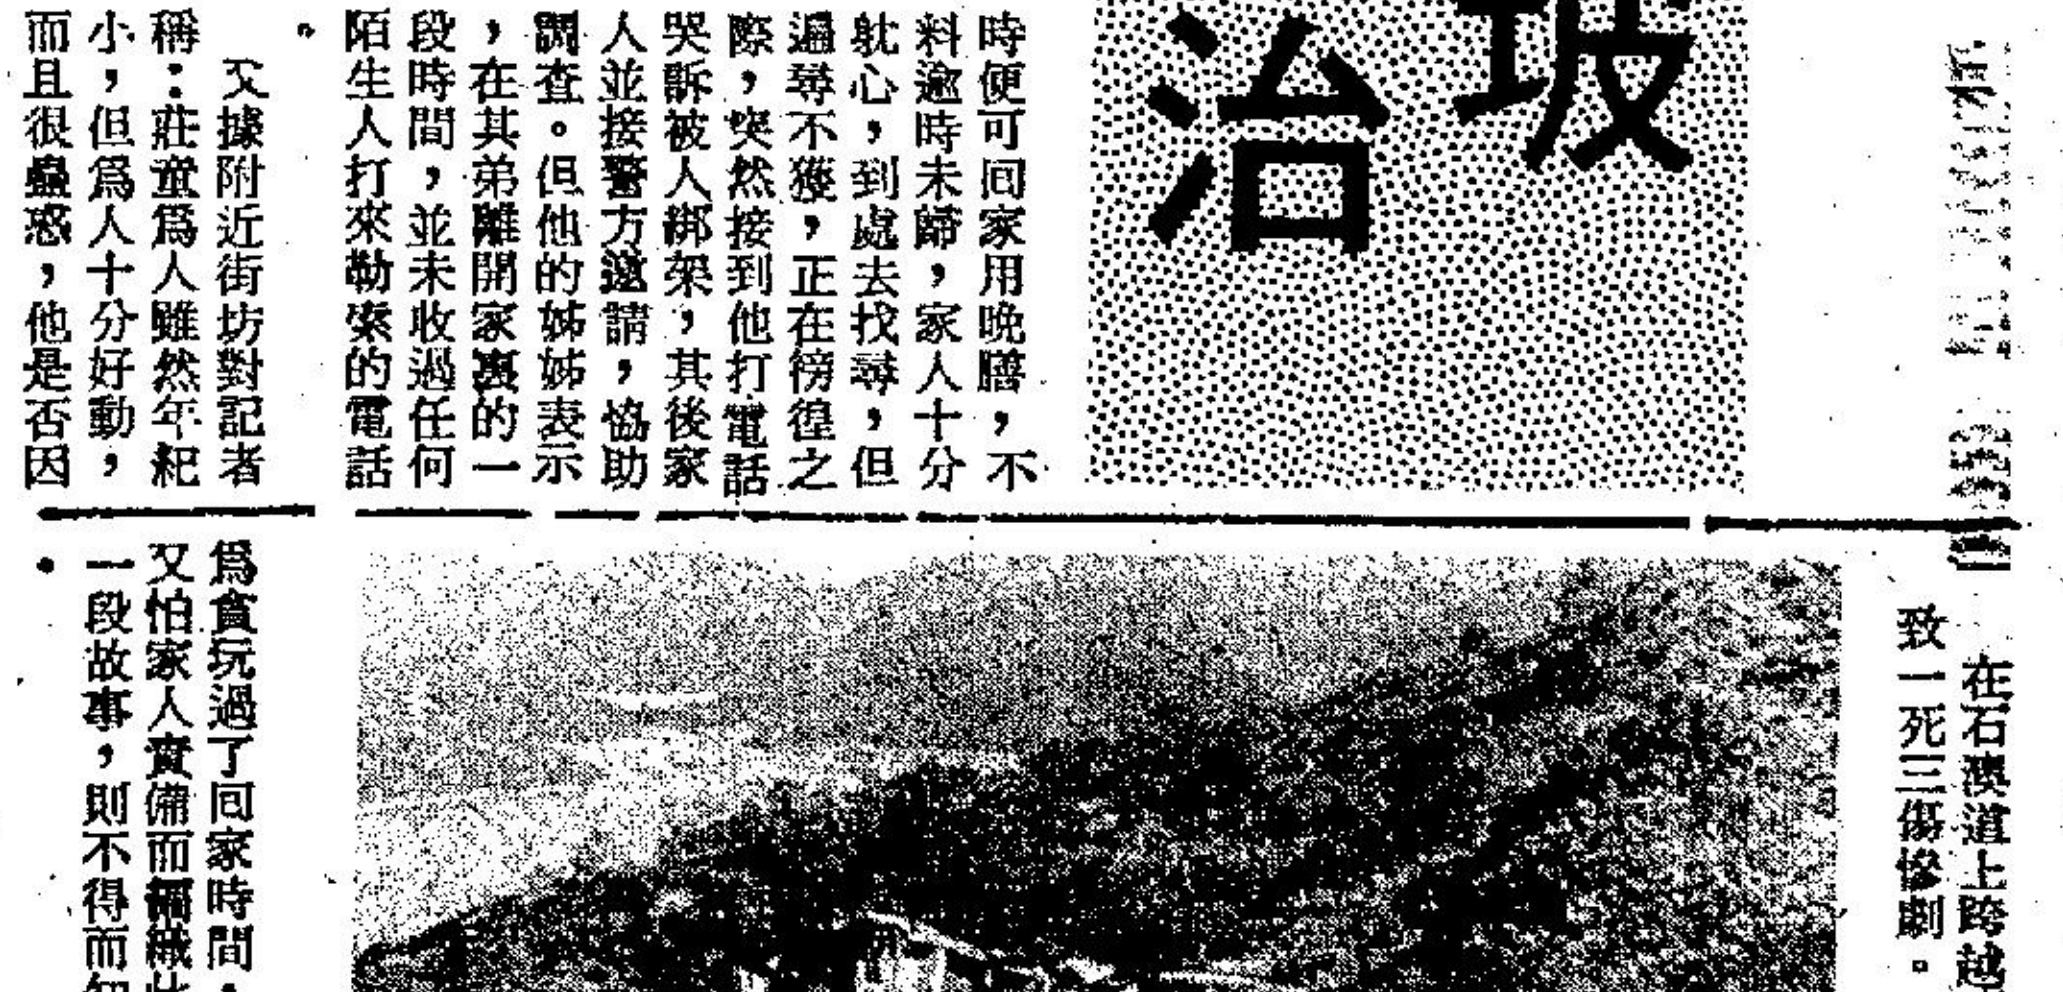 坡
治
時便可囘家用晚膳，不
料逾時未歸，家人十分
躭心，到處去找尋，但
遍尋不獲，正在徬徨之
際，突然接到他打電話
哭訴被人綁架，其後家
人並接警方邀請，協助
調查。但他的姊姊表示
，在其弟離開家裏的一
段時間，並未收過任何
陌生人打來勒索的電話
。
又據附近街坊對記者
稱：莊童爲人雖然年紀
小，但爲人十分好動，
而且很蠱惑，他是否因
爲貪玩過了囘家時間，
又怕家人責備而編織此
一段故事，則不得而知
。
在石澳道上跨越
致一死三傷慘劇。